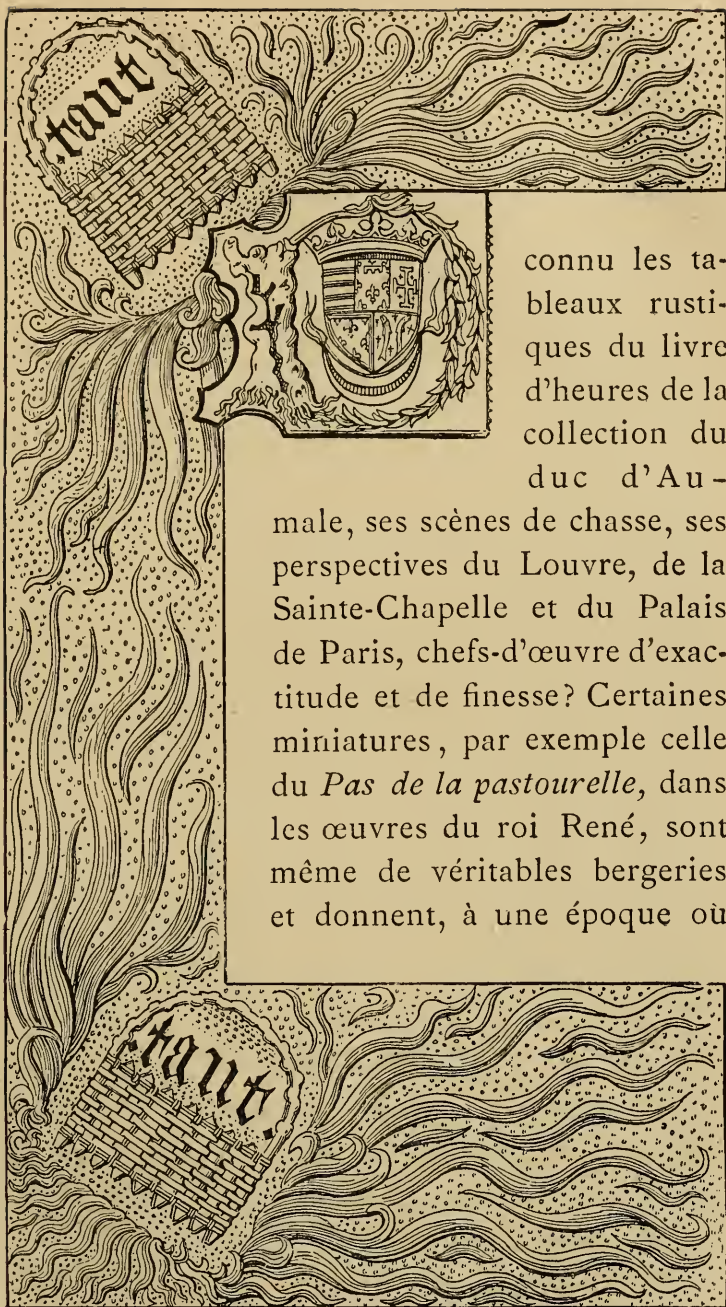 .tant.
connu les ta-
bleaux rusti-
ques du livre
d'heures de la
collection du
duc d'Au-
male, ses scènes de chasse, ses
perspectives du Louvre, de la
Sainte-Chapelle et du Palais
de Paris, chefs-d'œuvre d'exac-
titude et de finesse? Certaines
miniatures, par exemple celle
du Pas de la pastourelle, dans
les œuvres du roi René, sont
même de véritables bergeries
et donnent, à une époque où
.tant.